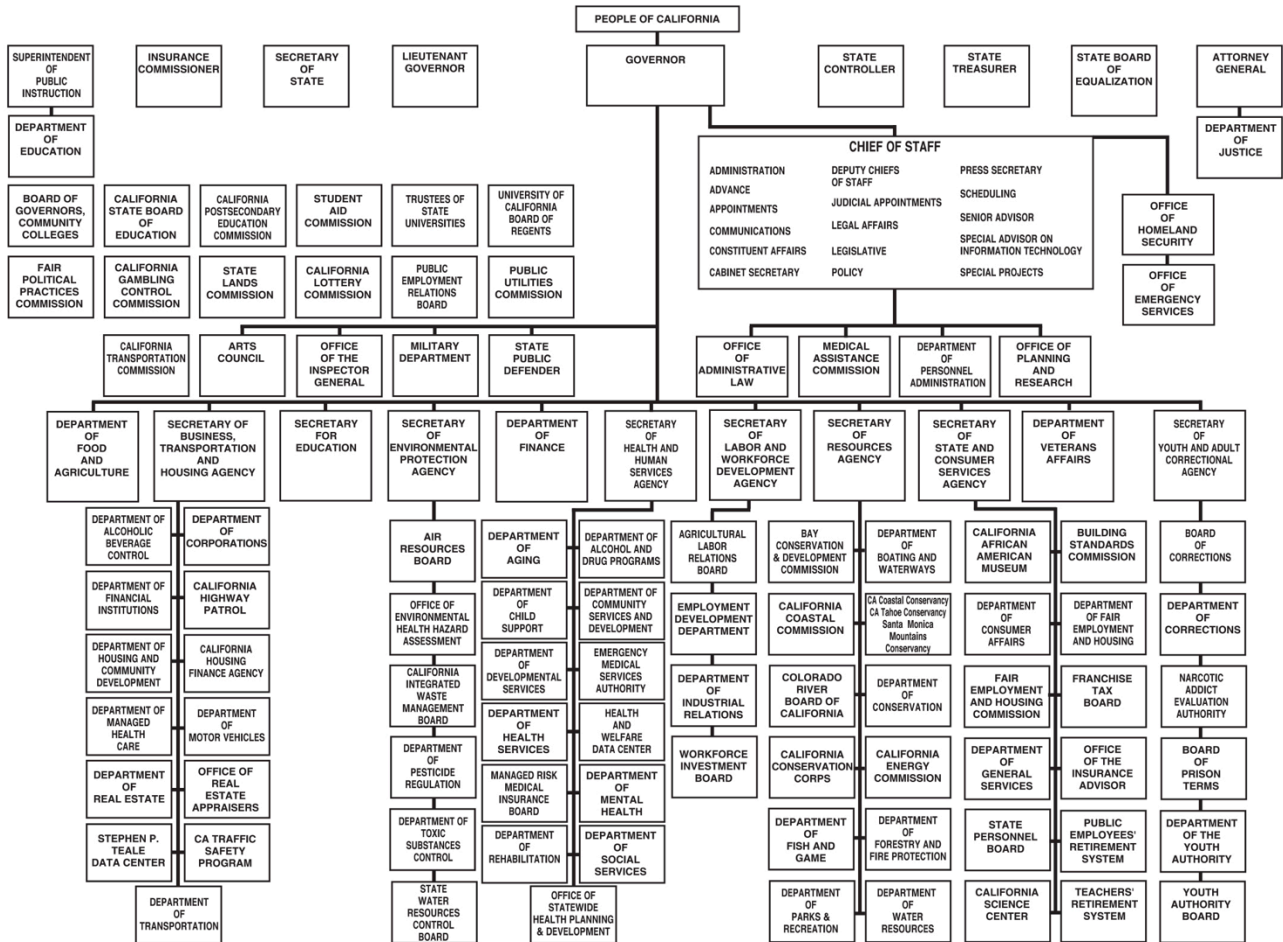 PEOPLE OF CALIFORNIA
SUPERINTENDENT
OF
PUBLIC
INSTRUCTION
INSURANCE
COMMISSIONER
SECRETARY
OF
STATE
LIEUTENANT
GOVERNOR
GOVERNOR
STATE
CONTROLLER
STATE
TREASURER
STATE BOARD
OF
EQUALIZATION
ATTORNEY
GENERAL
DEPARTMENT
OF
EDUCATION
DEPARTMENT
OF
JUSTICE
CHIEF OF STAFF
ADMINISTRATION
ADVANCE
APPOINTMENTS
COMMUNICATIONS
CONSTITUENT AFFAIRS
CABINET SECRETARY
DEPUTY CHIEFS
OF STAFF
JUDICIAL APPOINTMENTS
LEGAL AFFAIRS
LEGISLATIVE
POLICY
PRESS SECRETARY
SCHEDULING
SENIOR ADVISOR
SPECIAL ADVISOR ON
INFORMATION TECHNOLOGY
SPECIAL PROJECTS
OFFICE
OF
HOMELAND
SECURITY
OFFICE
OF
EMERGENCY
SERVICES
BOARD OF
GOVERNORS,
COMMUNITY
COLLEGES
CALIFORNIA
STATE BOARD
OF
EDUCATION
CALIFORNIA
POSTSECONDARY
EDUCATION
COMMISSION
STUDENT
AID
COMMISSION
TRUSTEES OF
STATE
UNIVERSITIES
UNIVERSITY OF
CALIFORNIA
BOARD OF
REGENTS
FAIR
POLITICAL
PRACTICES
COMMISSION
CALIFORNIA
GAMBLING
CONTROL
COMMISSION
STATE
LANDS
COMMISSION
CALIFORNIA
LOTTERY
COMMISSION
PUBLIC
EMPLOYMENT
RELATIONS
BOARD
PUBLIC
UTILITIES
COMMISSION
CALIFORNIA
TRANSPORTATION
COMMISSION
ARTS
COUNCIL
OFFICE
OF THE
INSPECTOR
GENERAL
MILITARY
DEPARTMENT
STATE
PUBLIC
DEFENDER
OFFICE
OF
ADMINISTRATIVE
LAW
MEDICAL
ASSISTANCE
COMMISSION
DEPARTMENT
OF
PERSONNEL
ADMINISTRATION
OFFICE OF
PLANNING
AND
RESEARCH
DEPARTMENT
OF
FOOD
AND
AGRICULTURE
SECRETARY
OF BUSINESS,
TRANSPORTATION
AND
HOUSING AGENCY
SECRETARY
FOR
EDUCATION
SECRETARY
OF
ENVIRONMENTAL
PROTECTION
AGENCY
DEPARTMENT
OF
FINANCE
SECRETARY
OF
HEALTH AND
HUMAN
SERVICES
AGENCY
SECRETARY
OF
LABOR AND
WORKFORCE
DEVELOPMENT
AGENCY
SECRETARY
OF
RESOURCES
AGENCY
SECRETARY
OF
STATE AND
CONSUMER
SERVICES
AGENCY
DEPARTMENT
OF
VETERANS
AFFAIRS
SECRETARY
OF
YOUTH AND ADULT
CORRECTIONAL
AGENCY
DEPARTMENT OF
ALCOHOLIC
BEVERAGE
CONTROL
DEPARTMENT
OF
CORPORATIONS
DEPARTMENT OF
FINANCIAL
INSTITUTIONS
CALIFORNIA
HIGHWAY
PATROL
DEPARTMENT OF
HOUSING AND
COMMUNITY
DEVELOPMENT
CALIFORNIA
HOUSING
FINANCE AGENCY
DEPARTMENT OF
MANAGED
HEALTH
CARE
DEPARTMENT
OF
MOTOR VEHICLES
DEPARTMENT
OF
REAL ESTATE
OFFICE OF
REAL
ESTATE
APPRAISERS
STEPHEN P.
TEALE
DATA CENTER
CA TRAFFIC
SAFETY
PROGRAM
DEPARTMENT
OF
TRANSPORTATION
AIR
RESOURCES
BOARD
OFFICE OF
ENVIRONMENTAL
HEALTH HAZARD
ASSESSMENT
CALIFORNIA
INTEGRATED
WASTE
MANAGEMENT
BOARD
DEPARTMENT
OF
PESTICIDE
REGULATION
DEPARTMENT OF
TOXIC
SUBSTANCES
CONTROL
STATE
WATER
RESOURCES
CONTROL
BOARD
DEPARTMENT
OF
AGING
DEPARTMENT OF
ALCOHOL AND
DRUG PROGRAMS
DEPARTMENT
OF
CHILD
SUPPORT
DEPARTMENT
OF COMMUNITY
SERVICES AND
DEVELOPMENT
DEPARTMENT
OF
DEVELOPMENTAL
SERVICES
EMERGENCY
MEDICAL
SERVICES
AUTHORITY
DEPARTMENT
OF
HEALTH
SERVICES
HEALTH
AND
WELFARE
DATA CENTER
MANAGED RISK
MEDICAL
INSURANCE
BOARD
DEPARTMENT
OF
MENTAL
HEALTH
DEPARTMENT
OF
REHABILITATION
DEPARTMENT
OF
SOCIAL
SERVICES
OFFICE OF
STATEWIDE
HEALTH PLANNING
& DEVELOPMENT
AGRICULTURAL
LABOR
RELATIONS
BOARD
EMPLOYMENT
DEVELOPMENT
DEPARTMENT
DEPARTMENT
OF
INDUSTRIAL
RELATIONS
WORKFORCE
INVESTMENT
BOARD
BAY
CONSERVATION
& DEVELOPMENT
COMMISSION
DEPARTMENT
OF
BOATING AND
WATERWAYS
CALIFORNIA
COASTAL
COMMISSION
CA Coastal Conservancy
CA Tahoe Conservancy
Santa Monica
Mountains
Conservancy
COLORADO
RIVER
BOARD OF
CALIFORNIA
DEPARTMENT
OF
CONSERVATION
CALIFORNIA
CONSERVATION
CORPS
CALIFORNIA
ENERGY
COMMISSION
DEPARTMENT
OF
FISH AND
GAME
DEPARTMENT
OF
FORESTRY AND
FIRE PROTECTION
DEPARTMENT
OF
PARKS &
RECREATION
DEPARTMENT
OF
WATER
RESOURCES
CALIFORNIA
AFRICAN
AMERICAN
MUSEUM
BUILDING
STANDARDS
COMMISSION
DEPARTMENT
OF
CONSUMER
AFFAIRS
DEPARTMENT
OF FAIR
EMPLOYMENT
AND HOUSING
FAIR
EMPLOYMENT
AND HOUSING
COMMISSION
FRANCHISE
TAX
BOARD
DEPARTMENT
OF
GENERAL
SERVICES
OFFICE
OF THE
INSURANCE
ADVISOR
STATE
PERSONNEL
BOARD
PUBLIC
EMPLOYEES'
RETIREMENT
SYSTEM
CALIFORNIA
SCIENCE
CENTER
TEACHERS'
RETIREMENT
SYSTEM
BOARD
OF
CORRECTIONS
DEPARTMENT
OF
CORRECTIONS
NARCOTIC
ADDICT
EVALUATION
AUTHORITY
BOARD
OF
PRISON
TERMS
DEPARTMENT
OF THE
YOUTH
AUTHORITY
YOUTH
AUTHORITY
BOARD